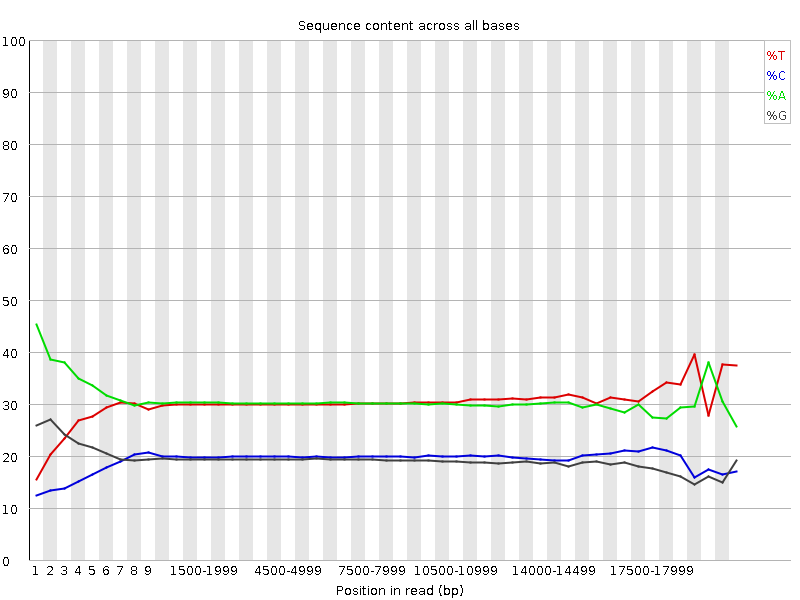 Sequence content across all bases
100
90
80
70
60
50
40
30
20
10
0
%T
%C
%A
%G
1 2 3 4 5 6 7 8 9 1500-1999 4500-4999 7500-7999 10500-10999 14000-14499 17500-17999
Position in read (bp)